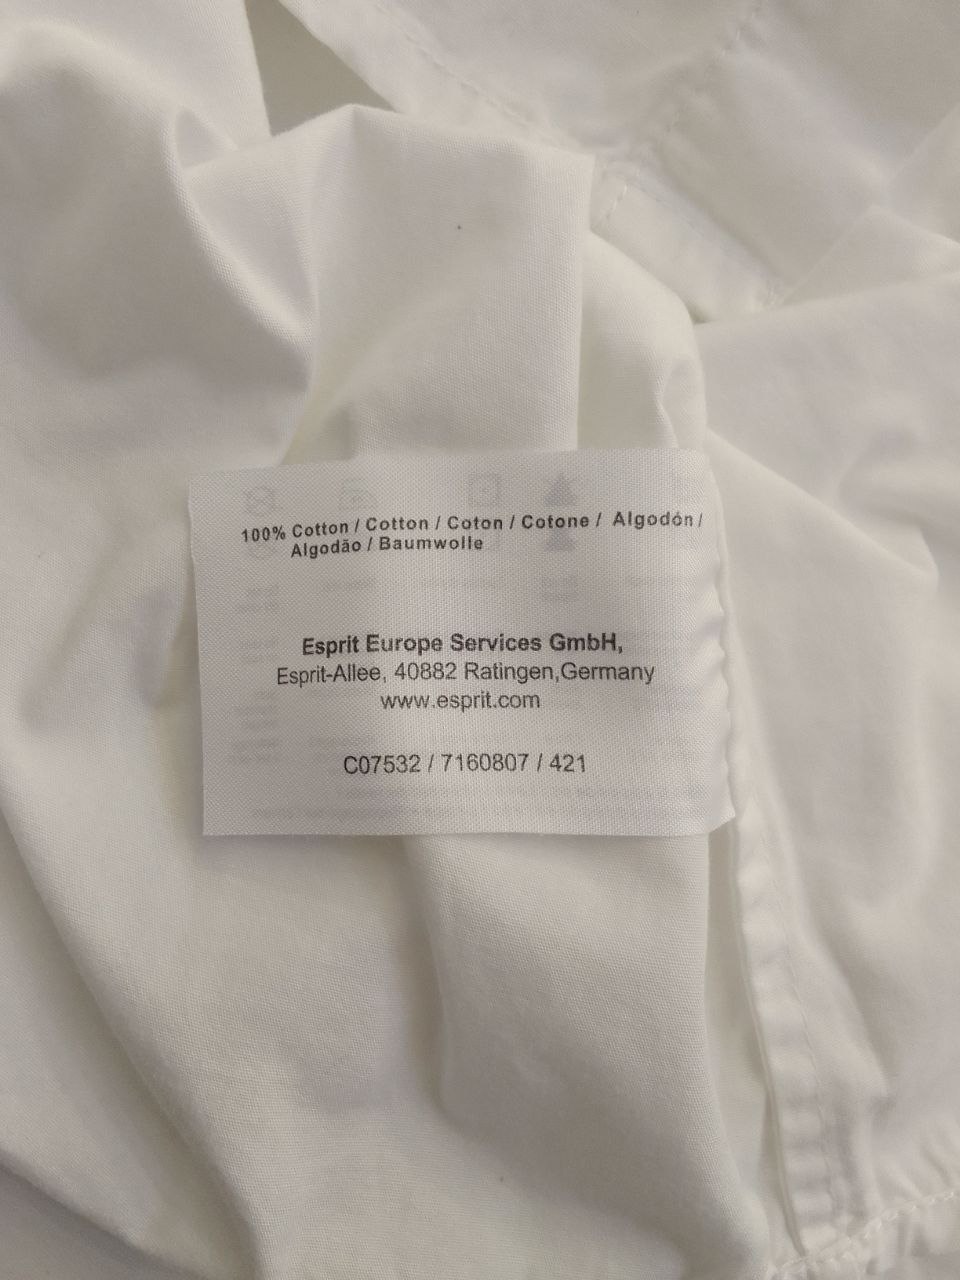 100% Cotton / Cotton / Coton / Cotone / Algodón /
Algodão / Baumwolle
Esprit Europe Services GmbH,
Esprit-Allee, 40882 Ratingen,Germany
www.esprit.com
C07532 / 7160807 / 421